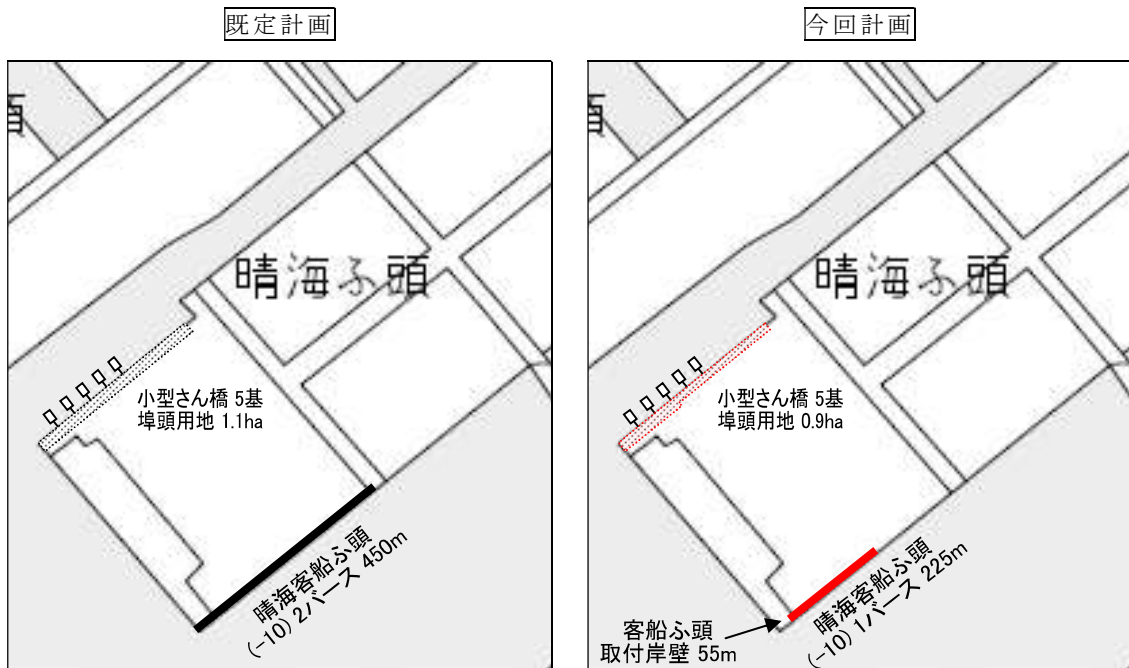 既定計画
頭
晴海ふ頭
小型さん橋 5基
埠頭用地 1.1ha
晴海客船ふ頭
(-10) 2バース 450m
今回計画
頭
晴海ふ頭
小型さん橋 5基
埠頭用地 0.9ha
晴海客船ふ頭
(-10) 1バース 225m
客船ふ頭
取付岸壁 55m